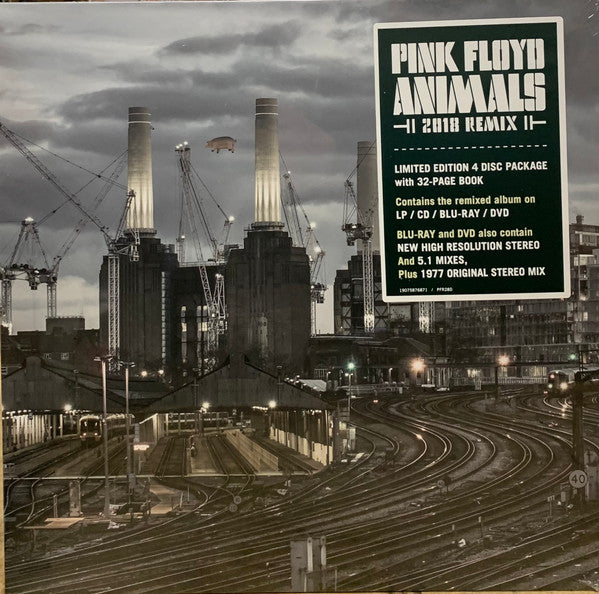 PINK FLOYD
ANIMALS
2018 REMIX
LIMITED EDITION 4 DISC PACKAGE
with 32-PAGE BOOK
Contains the remixed album on
LP / CD / BLU-RAY / DVD
BLU-RAY and DVD also contain
NEW HIGH RESOLUTION STEREO
And 5.1 MIXES,
Plus 1977 ORIGINAL STEREO MIX
19075876871 / PFR28D
40